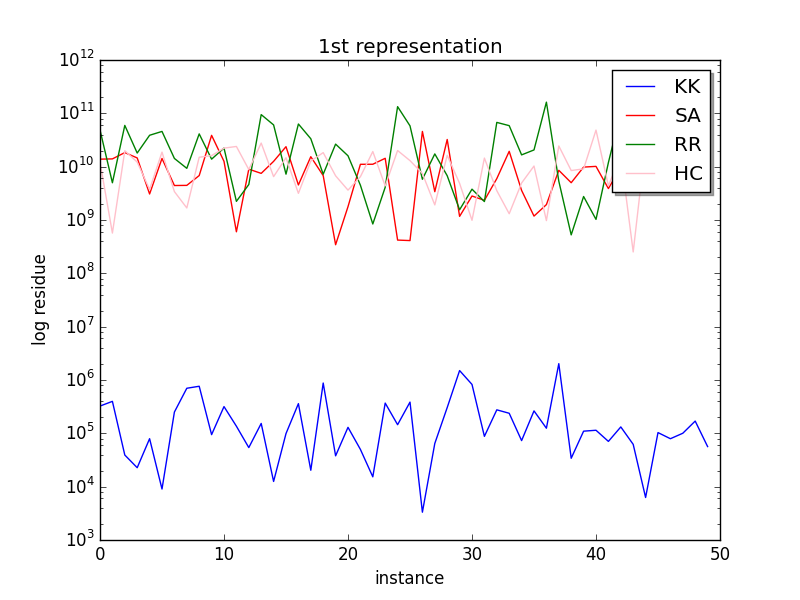 1st representation
10^12
10^11
10^10
10^9
10^8
10^7
10^6
10^5
10^4
10^3
log residue
KK
SA
RR
HC
0 10 20 30 40 50
instance